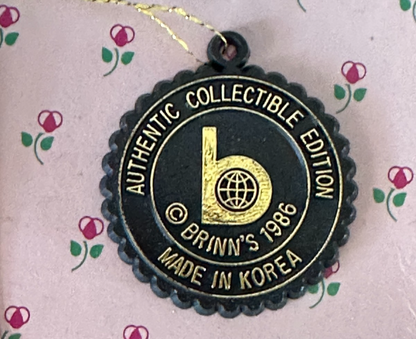 AUTHENTIC COLLECTIBLE EDITION
b
© BRINN'S 1986
MADE IN KOREA